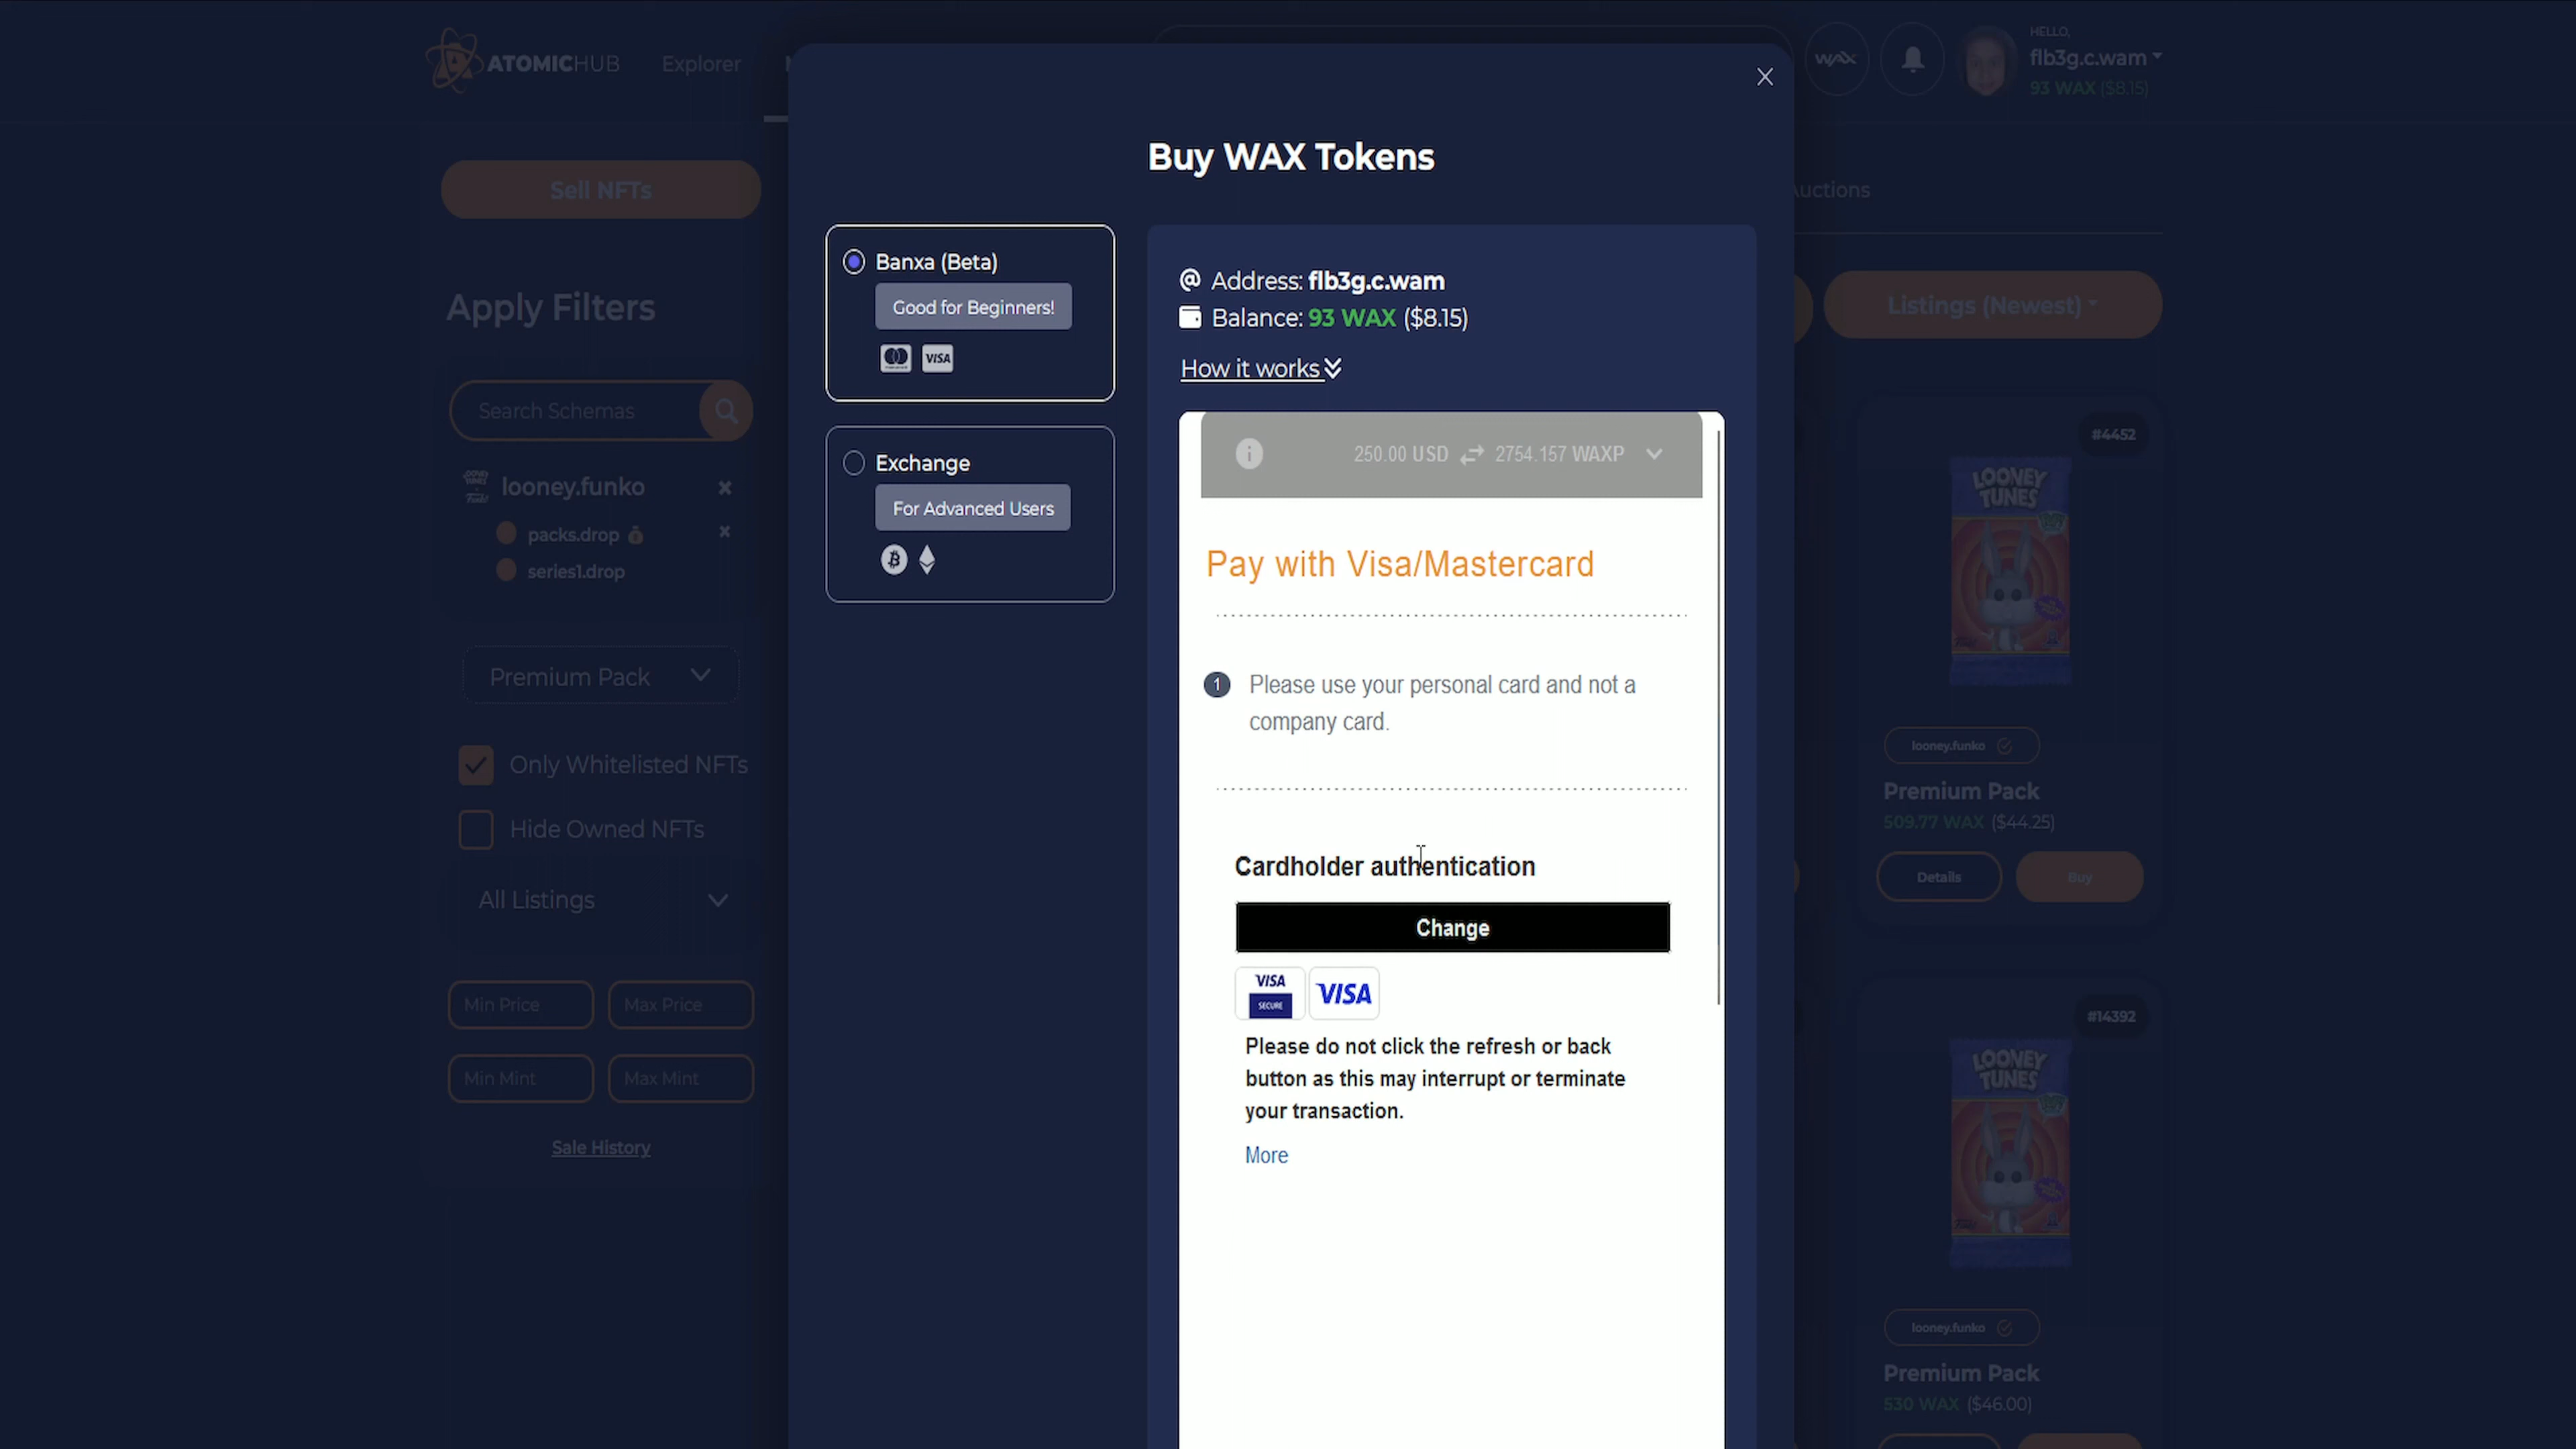 ATOMICHUB
Explorer
HELLO,
flb3g.c.wam
93 WAX ($8.15)
Sell NFTs
Apply Filters
Search Schemas
looney.funko
packs.drop
series1.drop
Premium Pack
Only Whitelisted NFTs
Hide Owned NFTs
All Listings
Min Price
Max Price
Min Mint
Max Mint
Sale History
Buy WAX Tokens
Banxa (Beta)
Good for Beginners!
VISA
Exchange
For Advanced Users
Address: flb3g.c.wam
Balance: 93 WAX ($8.15)
How it works
250.00 USD 2754.157 WAXP
Pay with Visa/Mastercard
1 Please use your personal card and not a
company card.
Cardholder authentication
Change
VISA
SECURE
VISA
Please do not click the refresh or back
button as this may interrupt or terminate
your transaction.
More
Auctions
Listings (Newest)
#4452
LOONEY
TUNES
looney.funko
Premium Pack
509.77 WAX ($44.25)
Details
Buy
#14392
LOONEY
TUNES
looney.funko
Premium Pack
530 WAX ($46.00)